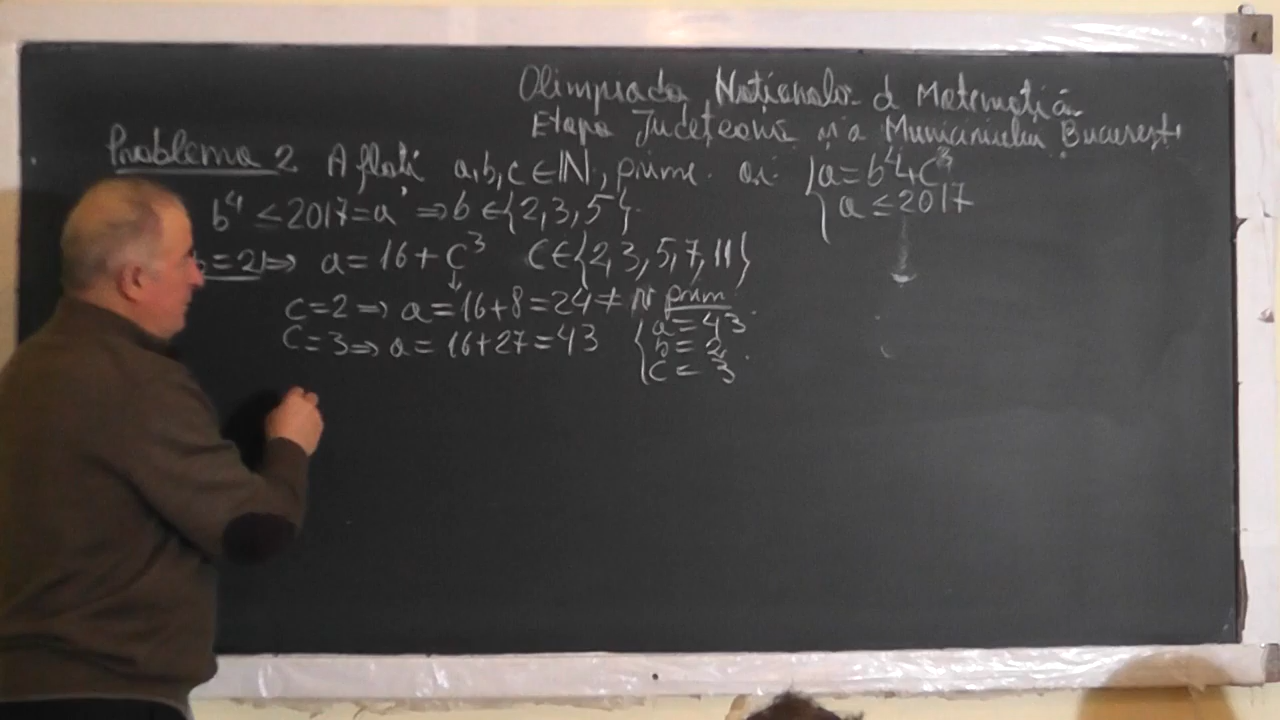 Olimpiada Națională d Matematică
Etapa Județeană și a Municipiului București
Problema 2 Aflați a,b,c ∈ ℕ, prime. aî. { a=b⁴+c³
b⁴ ≤ 2017=a ⇒ b ∈ {2,3,5}. a ≤ 2017
b=2 ⇒ a=16+c³ C∈{2,3,5,7,11}
c=2 ⇒ a=16+8=24 ≠ nr prim.
C=3 ⇒ a=16+27=43 { a=43
b=2
c=3